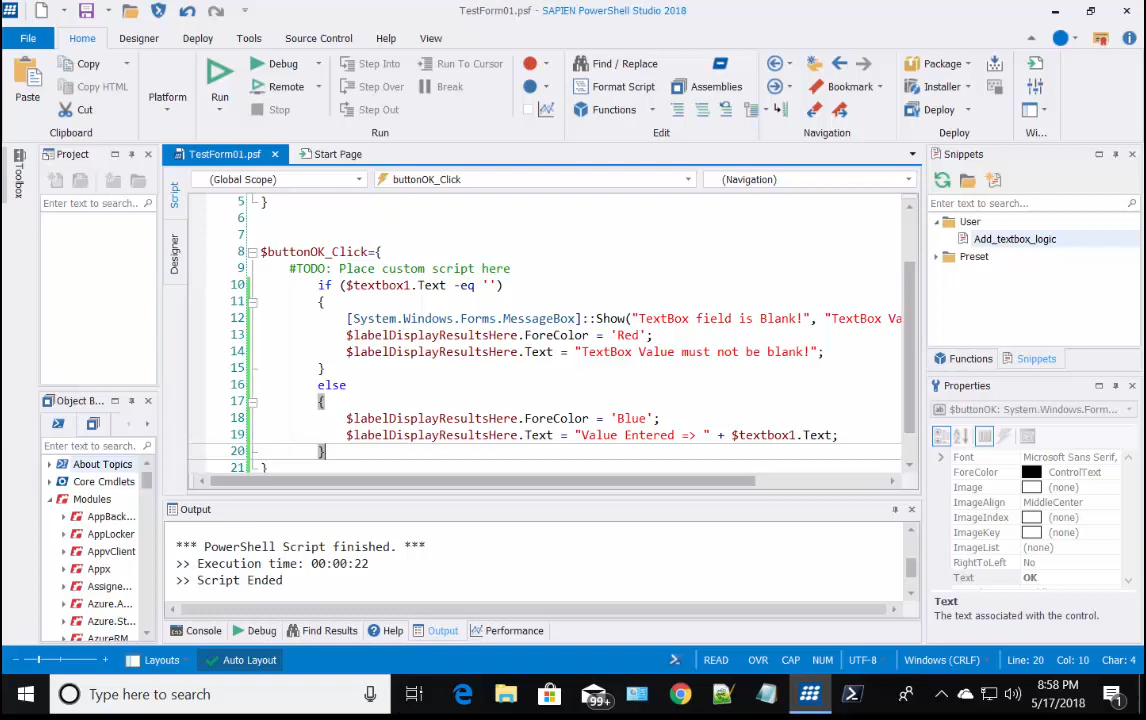 TestForm01.psf - SAPIEN PowerShell Studio 2018
File Home Designer Deploy Tools Source Control Help View
Paste Copy Copy HTML Cut Clipboard
Platform Run Debug Remote Stop Step Into Step Over Step Out Run To Cursor Break Run
Find / Replace Format Script Functions Assemblies Edit
Bookmark Navigation
Package Installer Deploy Deploy
Wi...
Toolbox
Project
Enter text to search...
TestForm01.psf Start Page
Script
Designer
(Global Scope) buttonOK_Click (Navigation)
5 }
6
7
8 $buttonOK_Click={
9 #TODO: Place custom script here
10 if ($textbox1.Text -eq '')
11 {
12 [System.Windows.Forms.MessageBox]::Show("TextBox field is Blank!", "TextBox Va
13 $labelDisplayResultsHere.ForeColor = 'Red';
14 $labelDisplayResultsHere.Text = "TextBox Value must not be blank!";
15 }
16 else
17 {
18 $labelDisplayResultsHere.ForeColor = 'Blue';
19 $labelDisplayResultsHere.Text = "Value Entered => " + $textbox1.Text;
20 }
21 }
Snippets
Enter text to search...
User
Add_textbox_logic
Preset
Functions Snippets
Object B...
Enter text to search.
About Topics
Core Cmdlets
Modules
AppBack...
AppLocker
AppvClient
Appx
Assigne...
Azure.A...
Azure.St...
AzureRM
Output
*** PowerShell Script finished. ***
>> Execution time: 00:00:22
>> Script Ended
Console Debug Find Results Help Output Performance
Properties
$buttonOK: System.Windows.Form...
Font Microsoft Sans Serif,
ForeColor ControlText
Image (none)
ImageAlign MiddleCenter
ImageIndex (none)
ImageKey (none)
ImageList (none)
RightToLeft No
Text OK
Text
The text associated with the control.
Layouts Auto Layout READ OVR CAP NUM UTF-8 Windows (CRLF) Line: 20 Col: 10 Char: 4
Type here to search
99+
8:58 PM
5/17/2018
1